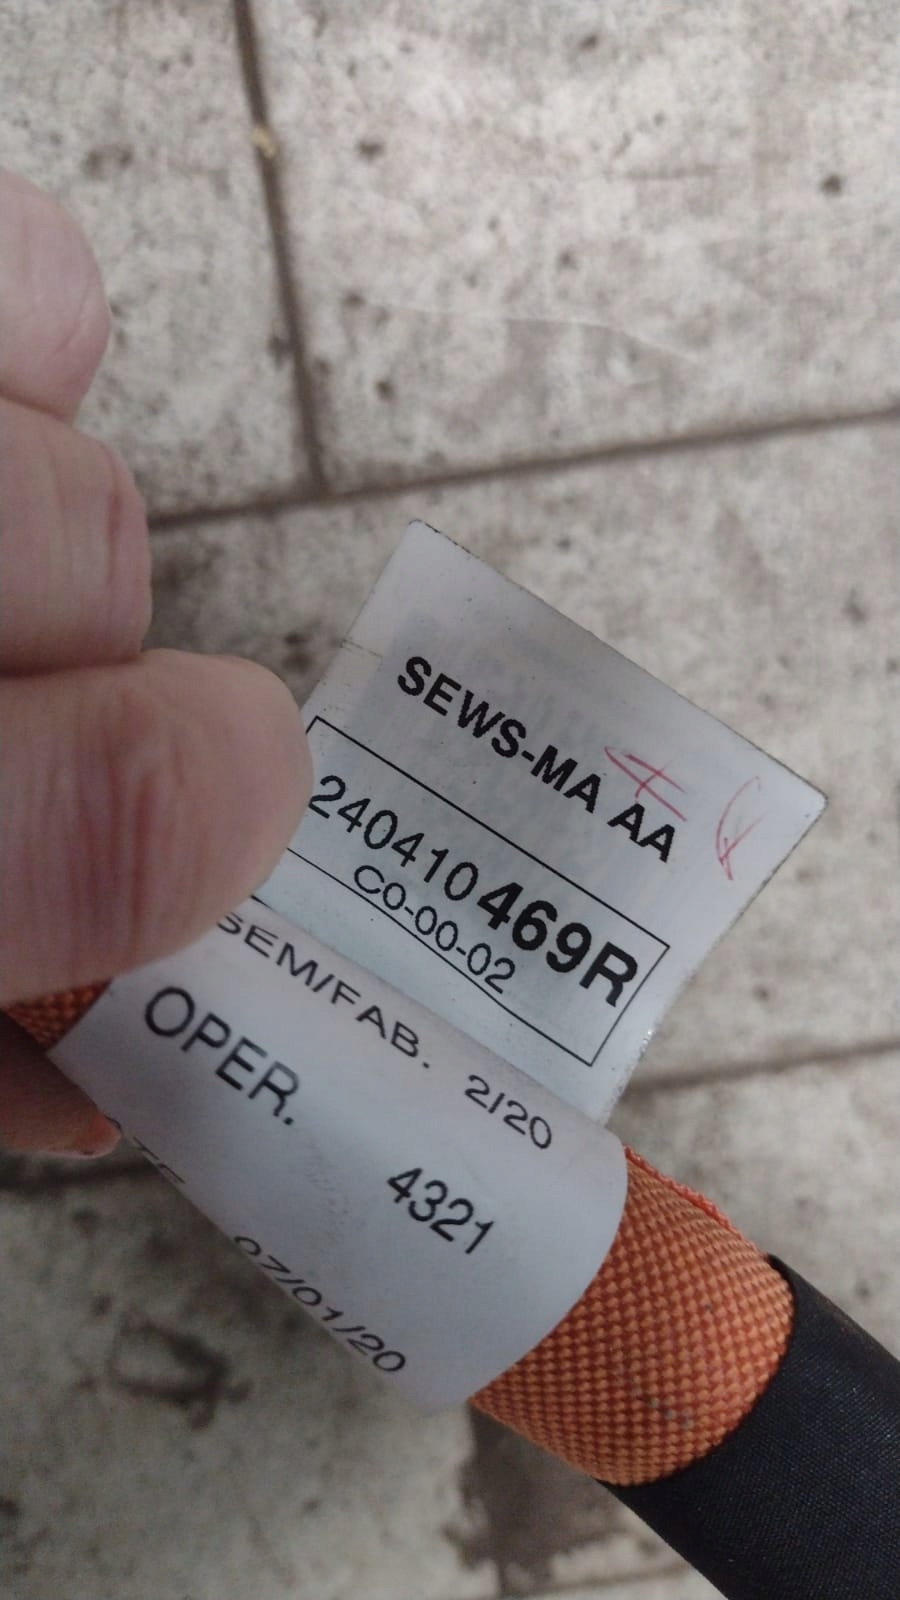 SEWS-MA AA
240410469R
C0-00-02
SEM/FAB. 2/20
OPER. 4321
07/01/20